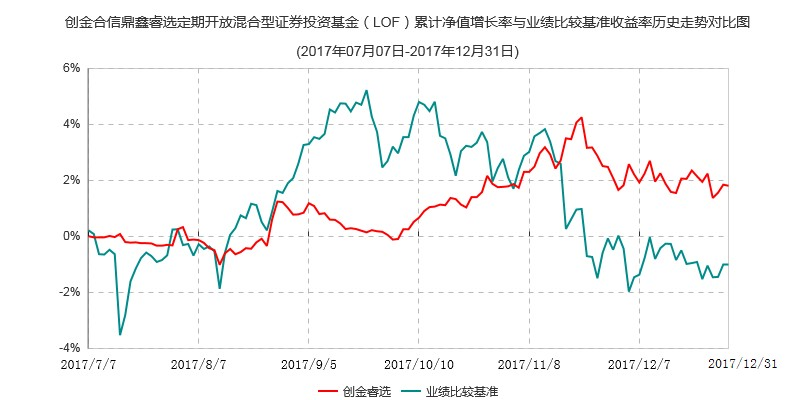 创金合信鼎鑫睿选定期开放混合型证券投资基金（LOF）累计净值增长率与业绩比较基准收益率历史走势对比图
(2017年07月07日-2017年12月31日)
6%
4%
2%
0%
-2%
-4%
2017/7/7 2017/8/7 2017/9/5 2017/10/10 2017/11/8 2017/12/7 2017/12/31
创金睿选 业绩比较基准